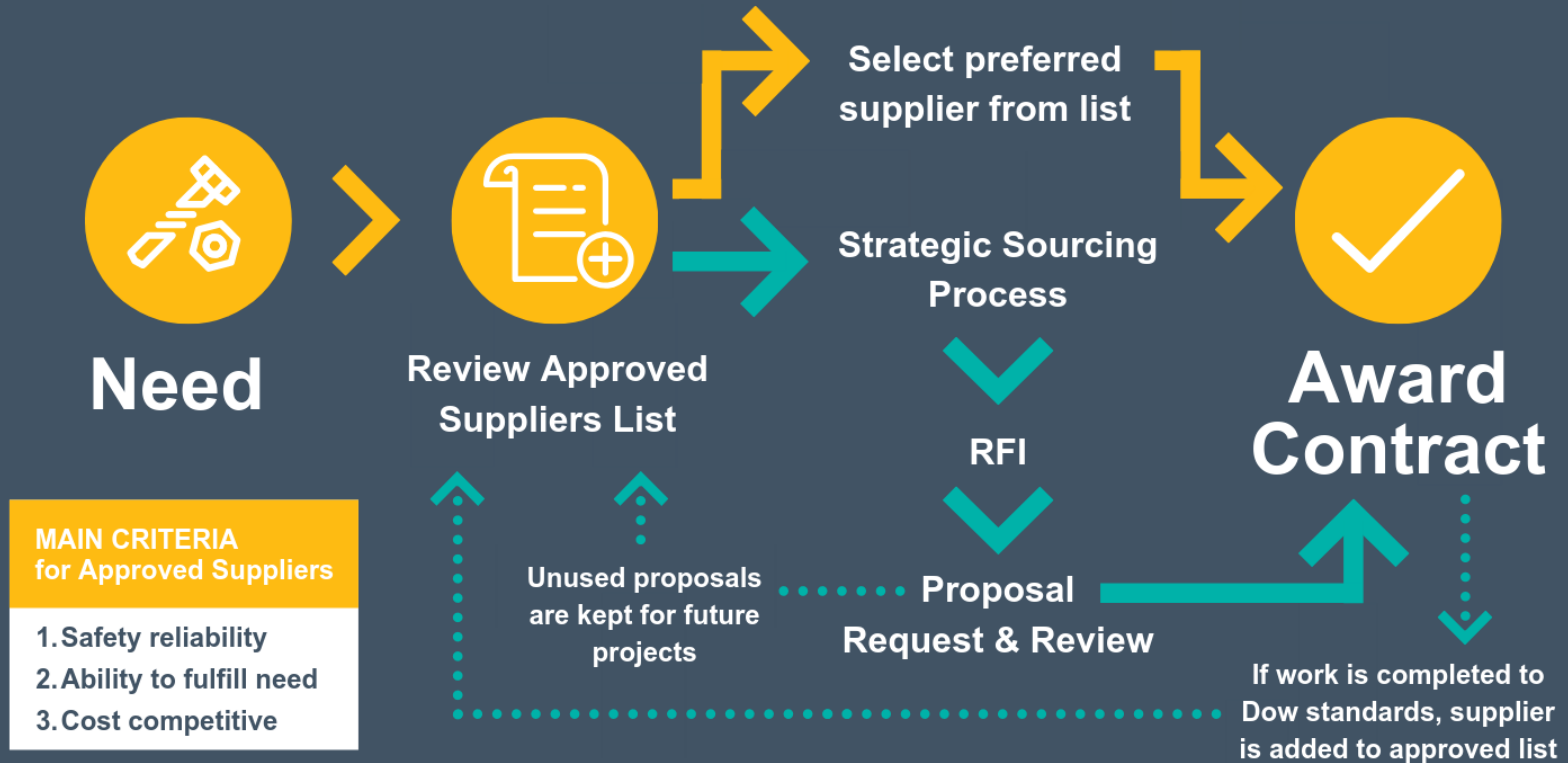 Need
Review Approved
Suppliers List
Select preferred
supplier from list
Strategic Sourcing
Process
RFI
Proposal
Request & Review
Unused proposals
are kept for future
projects
Award
Contract
If work is completed to
Dow standards, supplier
is added to approved list
MAIN CRITERIA
for Approved Suppliers
1. Safety reliability
2. Ability to fulfill need
3. Cost competitive